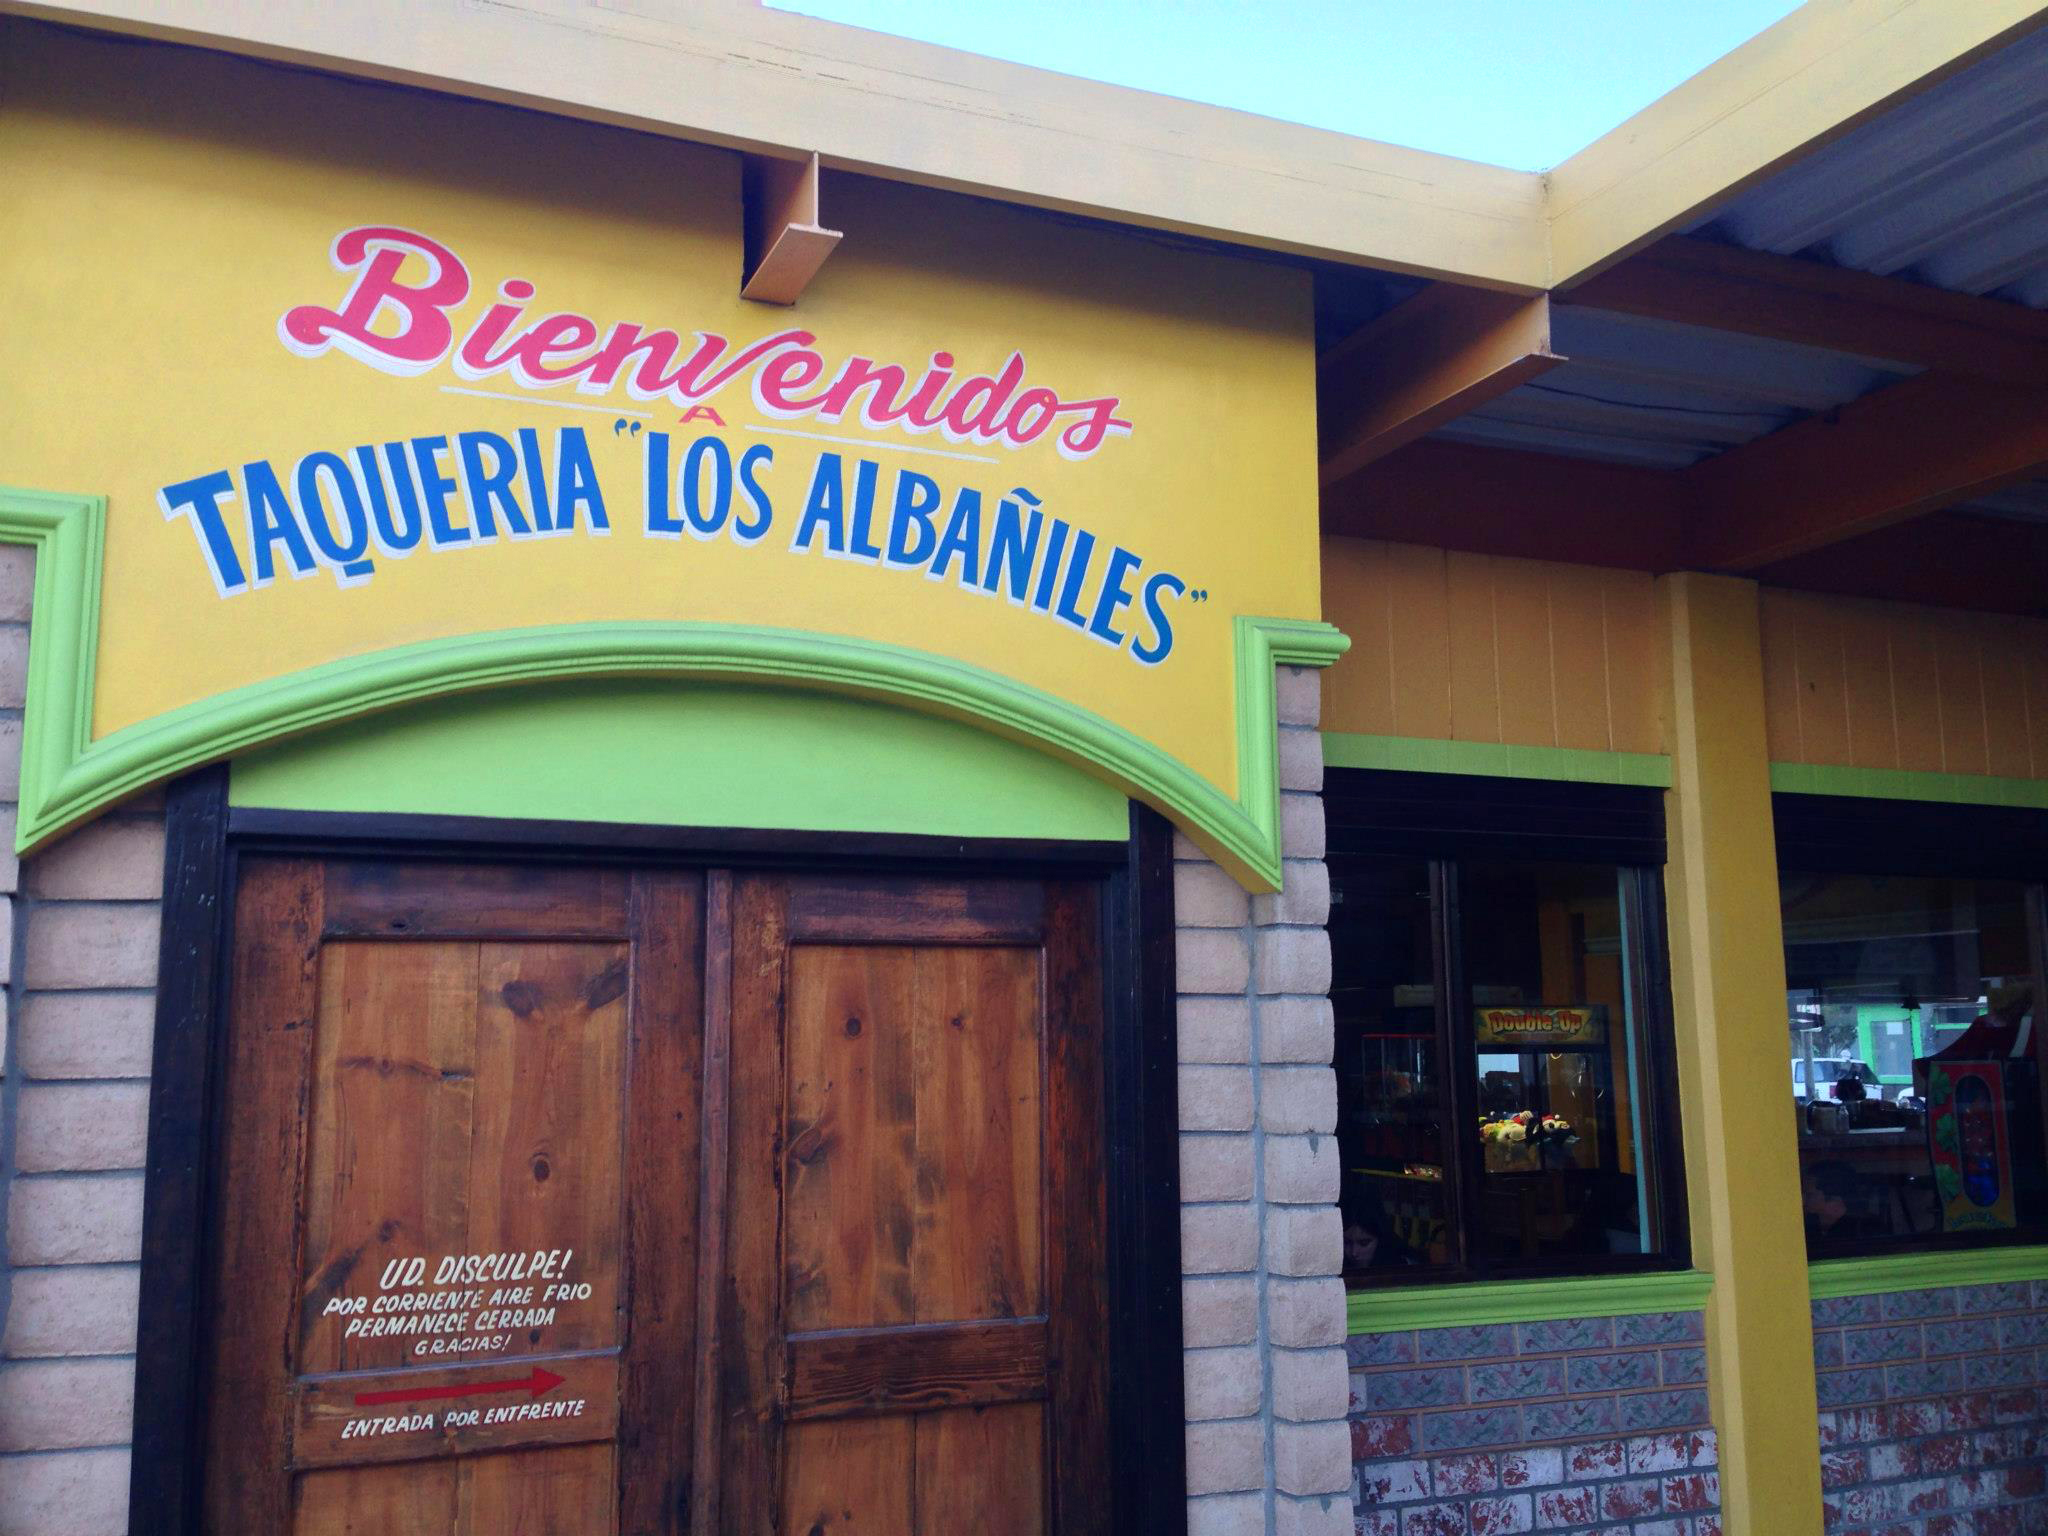 Bienvenidos
A
TAQUERIA "LOS ALBAÑILES"
UD. DISCULPE!
POR CORRIENTE AIRE FRIO
PERMANECE CERRADA
GRACIAS!
ENTRADA POR ENTFRENTE
Double-Up